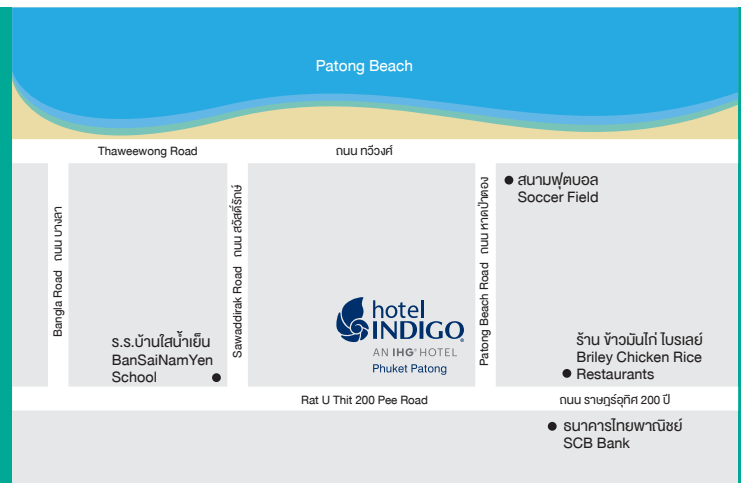 Patong Beach
Thaweewong Road
ถนน ทวีวงศ์
Bangla Road ถนน บางลา
Sawaddirak Road ถนน สวัสดิ์รักษ์
Patong Beach Road ถนน หาดป่าตอง
สนามฟุตบอล
Soccer Field
ร.ร.บ้านใสน้ำเย็น
BanSaiNamYen
School
hotel
INDIGO
AN IHG® HOTEL
Phuket Patong
ร้าน ข้าวมันไก่ ไบรเลย์
Briley Chicken Rice
Restaurants
Rat U Thit 200 Pee Road
ถนน ราษฎร์อุทิศ 200 ปี
ธนาคารไทยพาณิชย์
SCB Bank